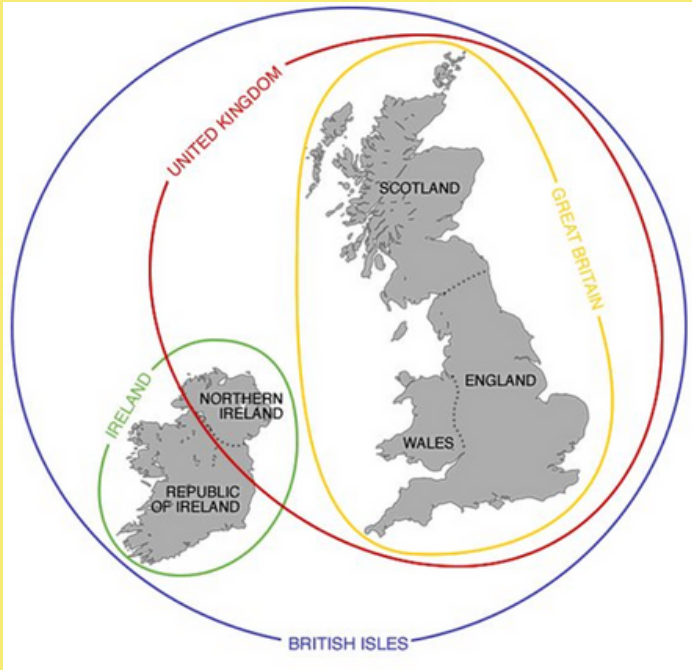 UNITED KINGDOM
SCOTLAND
GREAT BRITAIN
IRELAND
NORTHERN
IRELAND
ENGLAND
WALES
REPUBLIC
OF IRELAND
BRITISH ISLES